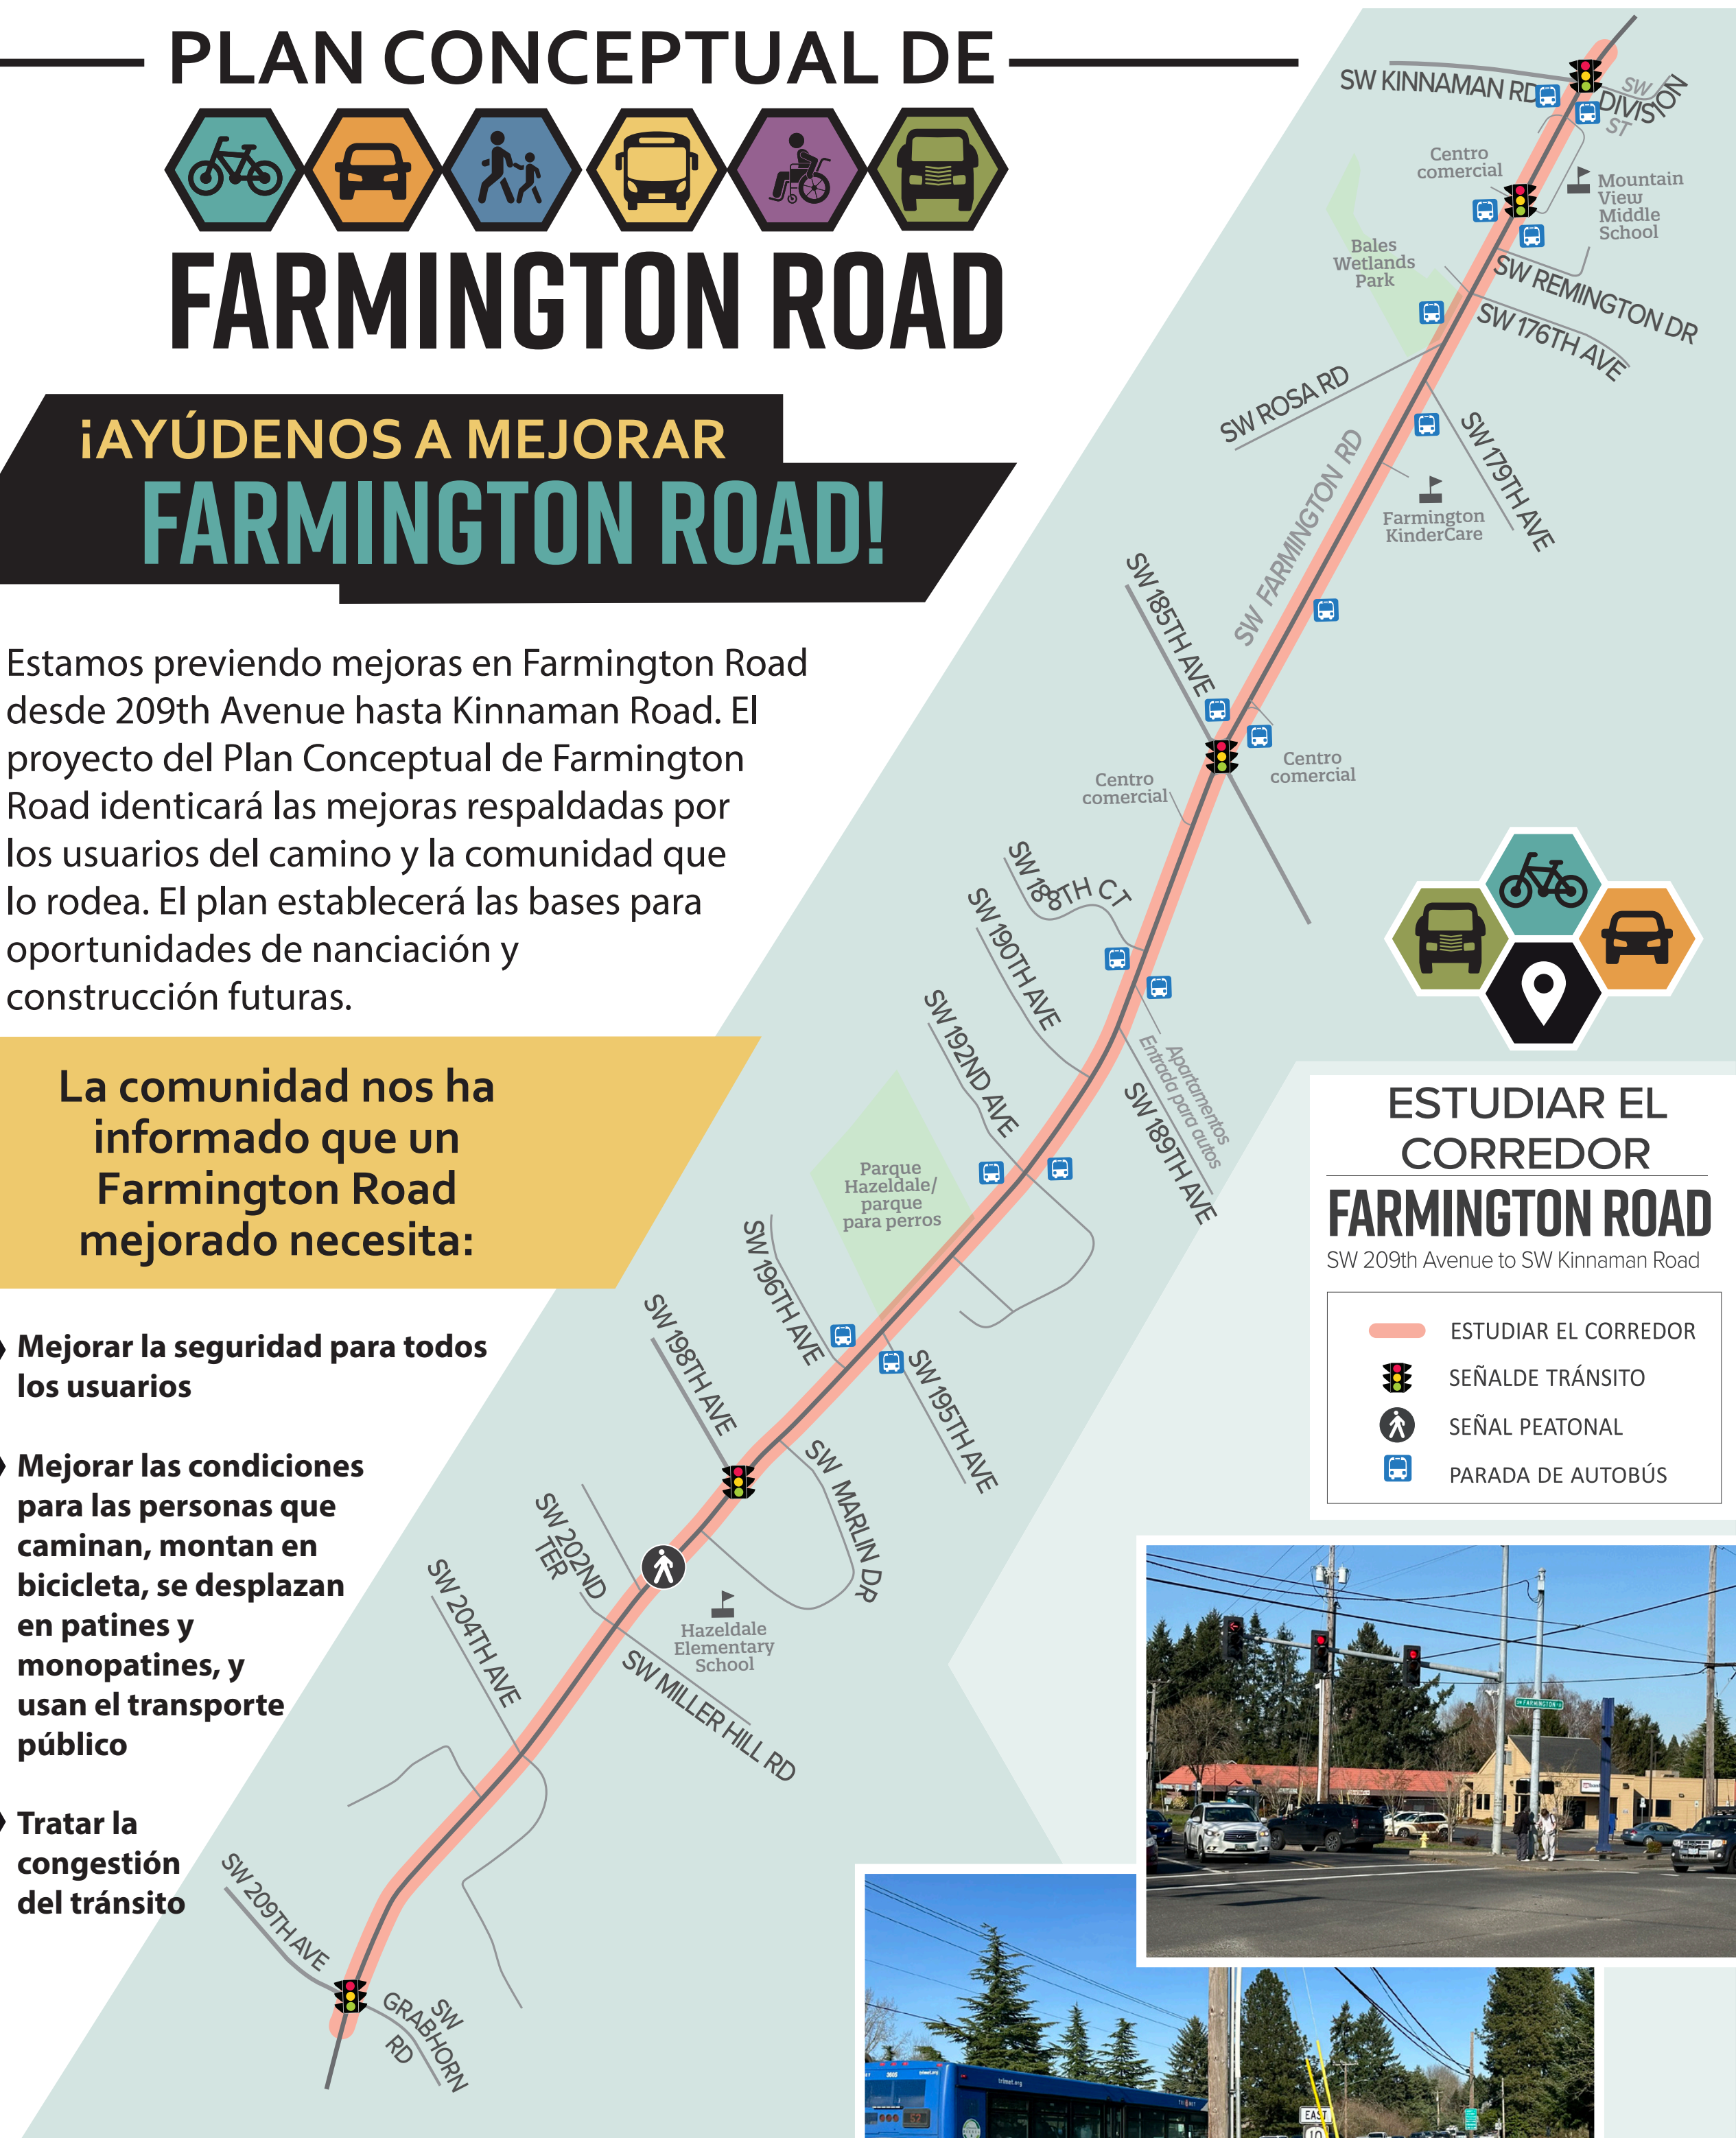 PLAN CONCEPTUAL DE
FARMINGTON ROAD
¡AYÚDENOS A MEJORAR
FARMINGTON ROAD!
Estamos previendo mejoras en Farmington Road
desde 209th Avenue hasta Kinnaman Road. El
proyecto del Plan Conceptual de Farmington
Road identicará las mejoras respaldadas por
los usuarios del camino y la comunidad que
lo rodea. El plan establecerá las bases para
oportunidades de nanciación y
construcción futuras.
La comunidad nos ha
informado que un
Farmington Road
mejorado necesita:
Mejorar la seguridad para todos
los usuarios
Mejorar las condiciones
para las personas que
caminan, montan en
bicicleta, se desplazan
en patines y
monopatines, y
usan el transporte
público
Tratar la
congestión
del tránsito
SW KINNAMAN RD
SW
DIVISION
ST
Centro
comercial
Mountain
View
Middle
School
Bales
Wetlands
Park
SW REMINGTON DR
SW 176TH AVE
SW ROSA RD
SW 179TH AVE
SW FARMINGTON RD
Farmington
KinderCare
SW 185TH AVE
Centro
comercial
Centro
comercial
SW 188TH CT
SW 190TH AVE
SW 192ND AVE
Apartamentos
Entrada para autos
SW 189TH AVE
Parque
Hazeldale/
parque
para perros
SW 196TH AVE
SW 198TH AVE
SW 195TH AVE
SW MARLIN DR
SW 202ND
TER
SW 204TH AVE
Hazeldale
Elementary
School
SW MILLER HILL RD
SW 209TH AVE
SW
GRABHORN
RD
ESTUDIAR EL
CORREDOR
FARMINGTON ROAD
SW 209th Avenue to SW Kinnaman Road
ESTUDIAR EL CORREDOR
SEÑALDE TRÁNSITO
SEÑAL PEATONAL
PARADA DE AUTOBÚS
SW FARMINGTON
3605
trimet.org
TRI MET
52
EAST
10